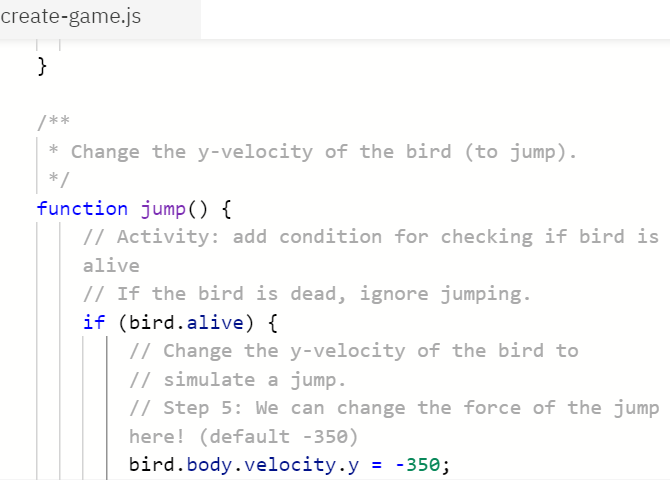 create-game.js
}
/**
* Change the y-velocity of the bird (to jump).
*/
function jump() {
// Activity: add condition for checking if bird is
alive
// If the bird is dead, ignore jumping.
if (bird.alive) {
// Change the y-velocity of the bird to
// simulate a jump.
// Step 5: We can change the force of the jump
here! (default -350)
bird.body.velocity.y = -350;